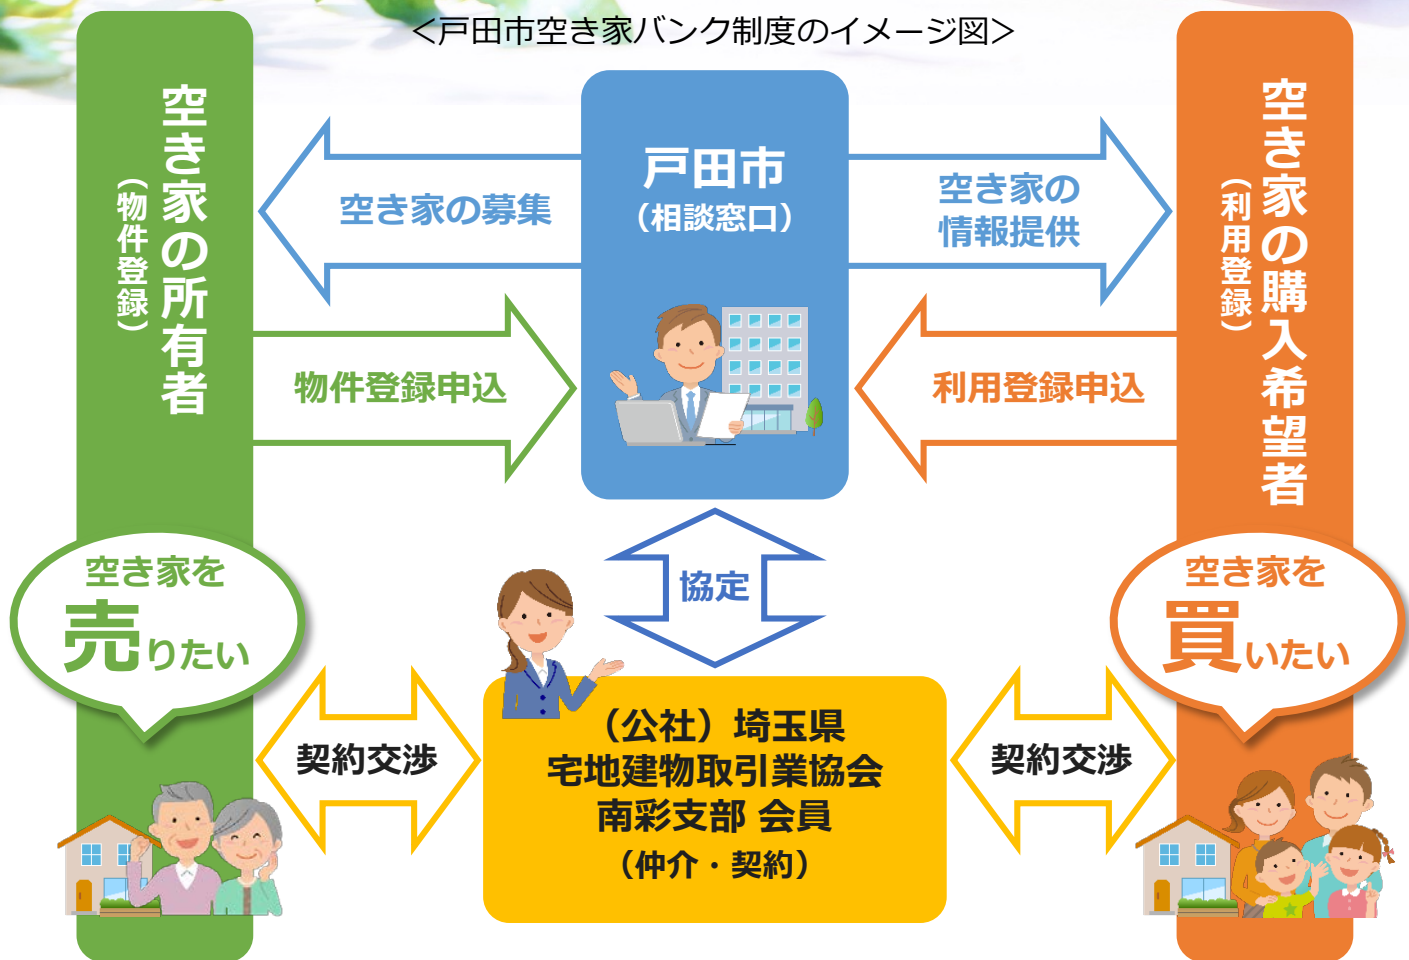 ＜戸田市空き家バンク制度のイメージ図＞
空き家の所有者
（物件登録）
空き家の募集
戸田市
（相談窓口）
空き家の
情報提供
空き家の購入希望者
（利用登録）
物件登録申込
利用登録申込
協定
空き家を
売りたい
空き家を
買いたい
契約交渉
（公社）埼玉県
宅地建物取引業協会
南彩支部 会員
（仲介・契約）
契約交渉